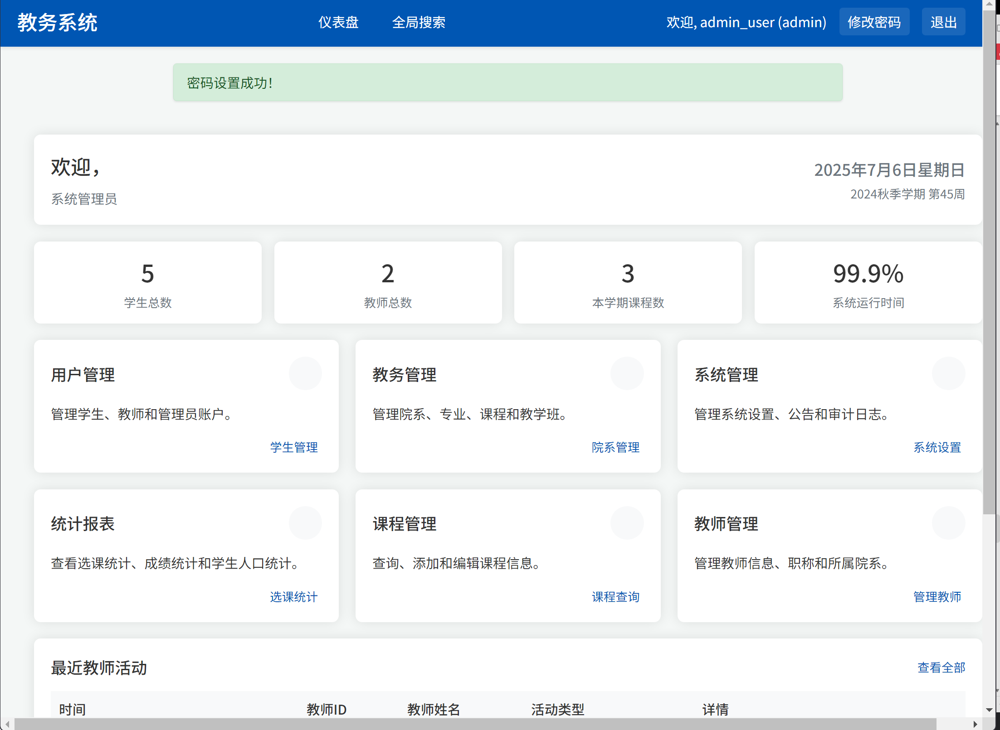 教务系统
仪表盘
全局搜索
欢迎, admin_user (admin)
修改密码
退出
密码设置成功！
欢迎，
系统管理员
2025年7月6日星期日
2024秋季学期 第45周
5
学生总数
2
教师总数
3
本学期课程数
99.9%
系统运行时间
用户管理
管理学生、教师和管理员账户。
学生管理
教务管理
管理院系、专业、课程和教学班。
院系管理
系统管理
管理系统设置、公告和审计日志。
系统设置
统计报表
查看选课统计、成绩统计和学生人口统计。
选课统计
课程管理
查询、添加和编辑课程信息。
课程查询
教师管理
管理教师信息、职称和所属院系。
管理教师
最近教师活动
查看全部
时间
教师ID
教师姓名
活动类型
详情